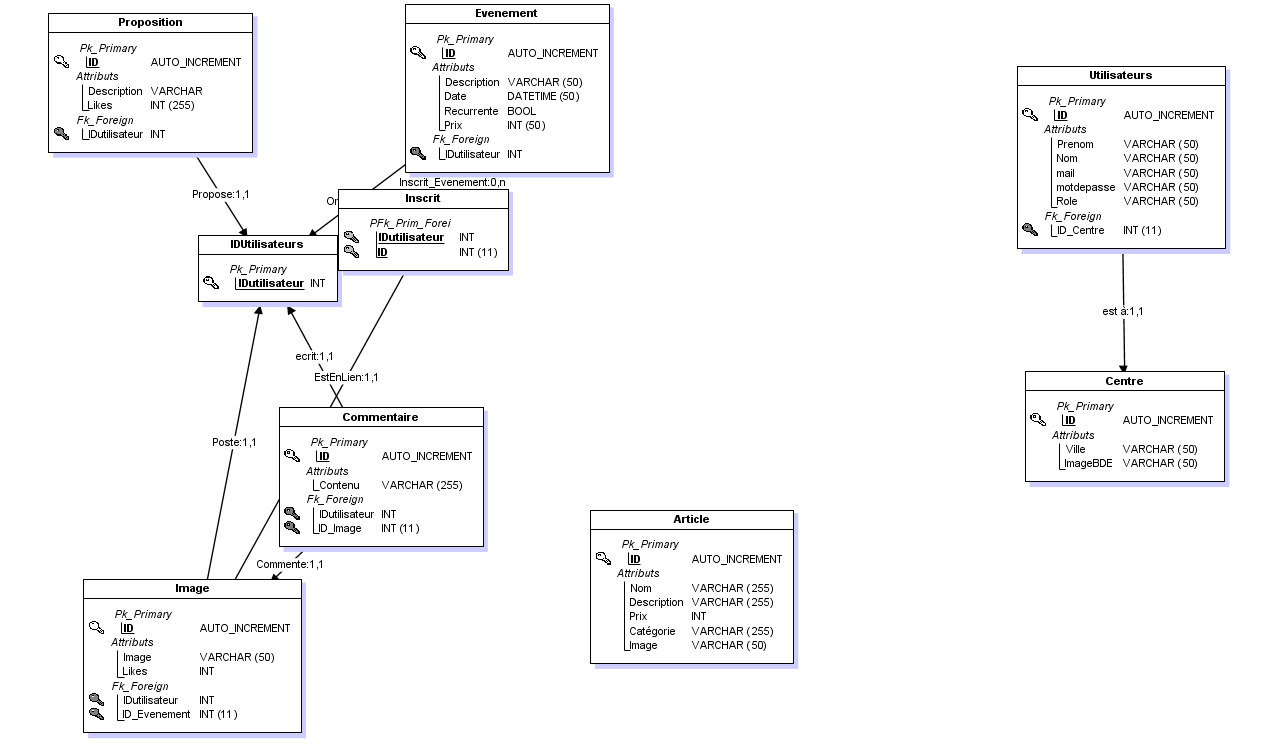 Proposition
Pk_Primary
ID AUTO_INCREMENT
Attributs
Description VARCHAR
Likes INT (255)
Fk_Foreign
IDutilisateur INT
Evenement
Pk_Primary
ID AUTO_INCREMENT
Attributs
Description VARCHAR (50)
Date DATETIME (50)
Recurrente BOOL
Prix INT (50)
Fk_Foreign
IDutilisateur INT
Utilisateurs
Pk_Primary
ID AUTO_INCREMENT
Attributs
Prenom VARCHAR (50)
Nom VARCHAR (50)
mail VARCHAR (50)
motdepasse VARCHAR (50)
Role VARCHAR (50)
Fk_Foreign
ID_Centre INT (11)
Propose:1,1
Or
Inscrit_Evenement:0,n
Inscrit
PFk_Prim_Forei
IDutilisateur INT
ID INT (11)
IDUtilisateurs
Pk_Primary
IDutilisateur INT
est à:1,1
ecrit:1,1
EstEnLien:1,1
Centre
Pk_Primary
ID AUTO_INCREMENT
Attributs
Ville VARCHAR (50)
ImageBDE VARCHAR (50)
Poste:1,1
Commentaire
Pk_Primary
ID AUTO_INCREMENT
Attributs
Contenu VARCHAR (255)
Fk_Foreign
IDutilisateur INT
ID_Image INT (11)
Commente:1,1
Article
Pk_Primary
ID AUTO_INCREMENT
Attributs
Nom VARCHAR (255)
Description VARCHAR (255)
Prix INT
Catégorie VARCHAR (255)
Image VARCHAR (50)
Image
Pk_Primary
ID AUTO_INCREMENT
Attributs
Image VARCHAR (50)
Likes INT
Fk_Foreign
IDutilisateur INT
ID_Evenement INT (11)